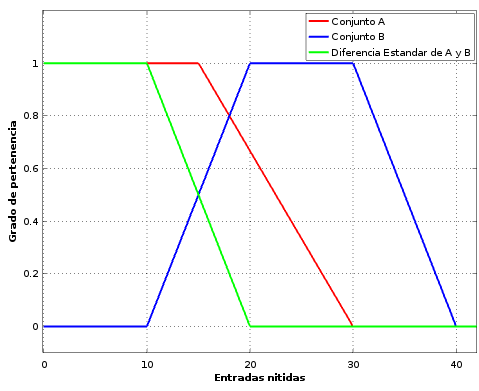 Conjunto A
Conjunto B
Diferencia Estandar de A y B
1
0.8
0.6
0.4
0.2
0
Grado de pertenencia
0 10 20 30 40
Entradas nitidas